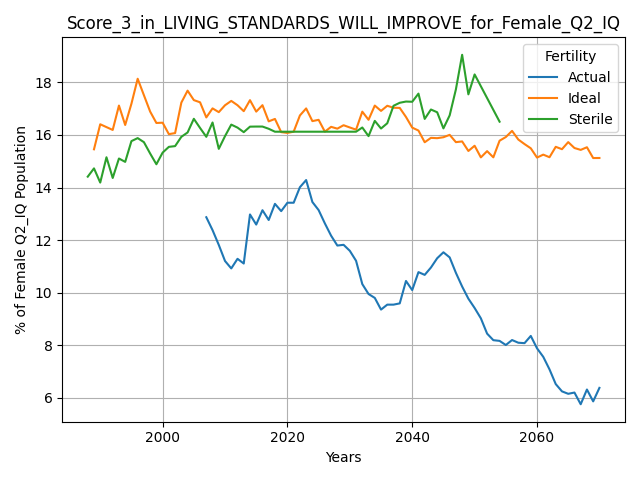 Score_3_in_LIVING_STANDARDS_WILL_IMPROVE_for_Female_Q2_IQ
% of Female Q2_IQ Population
18
16
14
12
10
8
6
Fertility
Actual
Ideal
Sterile
2000
2020
2040
2060
Years